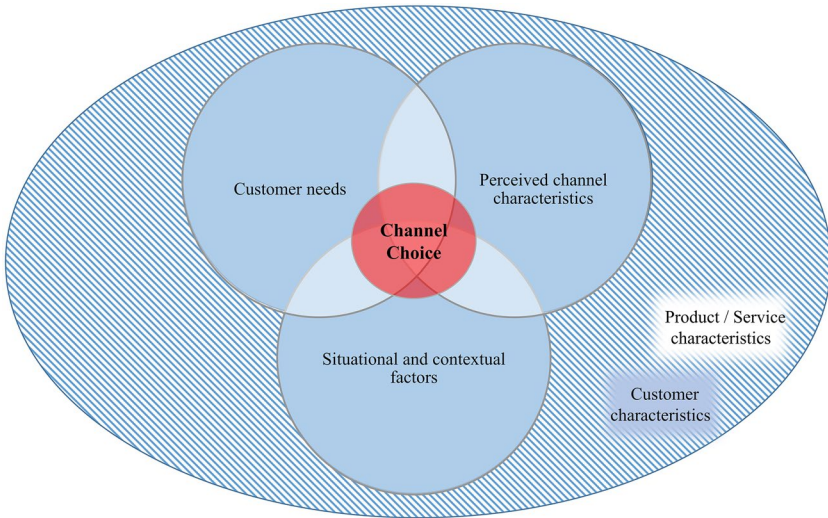 Customer needs
Perceived channel
characteristics
Channel
Choice
Situational and contextual
factors
Product / Service
characteristics
Customer
characteristics